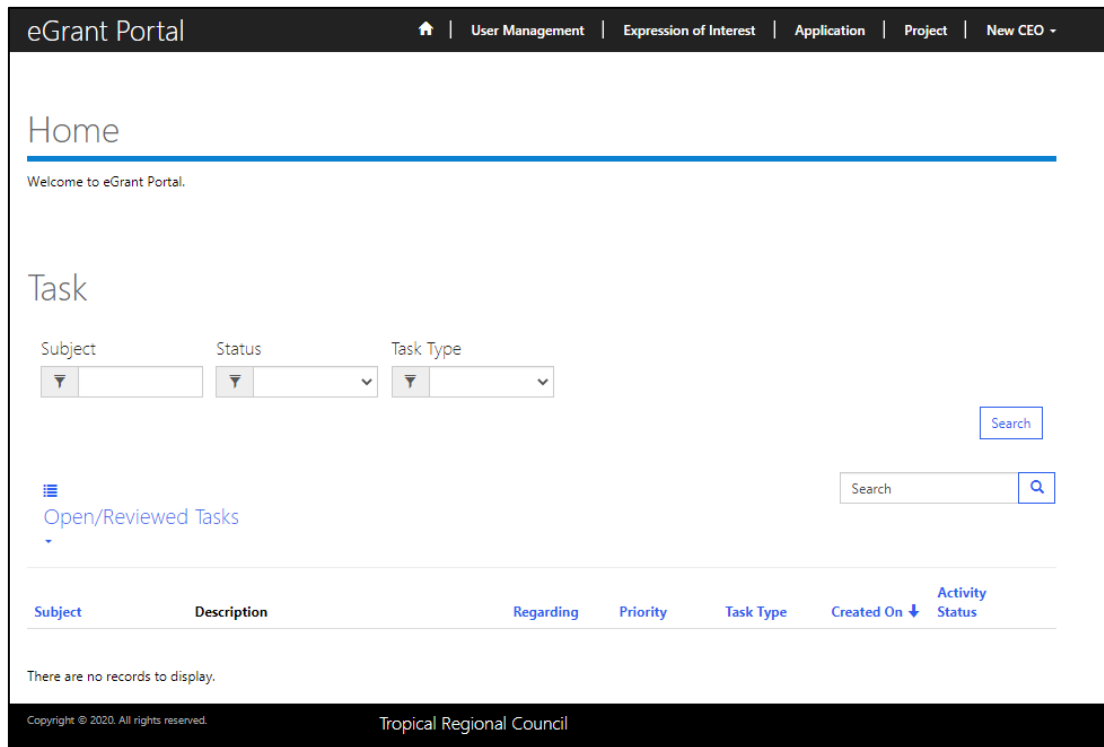 eGrant Portal | User Management | Expression of Interest | Application | Project | New CEO
Home
Welcome to eGrant Portal.
Task
Subject Status Task Type
Search
Search
Open/Reviewed Tasks
Subject Description Regarding Priority Task Type Created On Activity Status
There are no records to display.
Copyright © 2020. All rights reserved. Tropical Regional Council